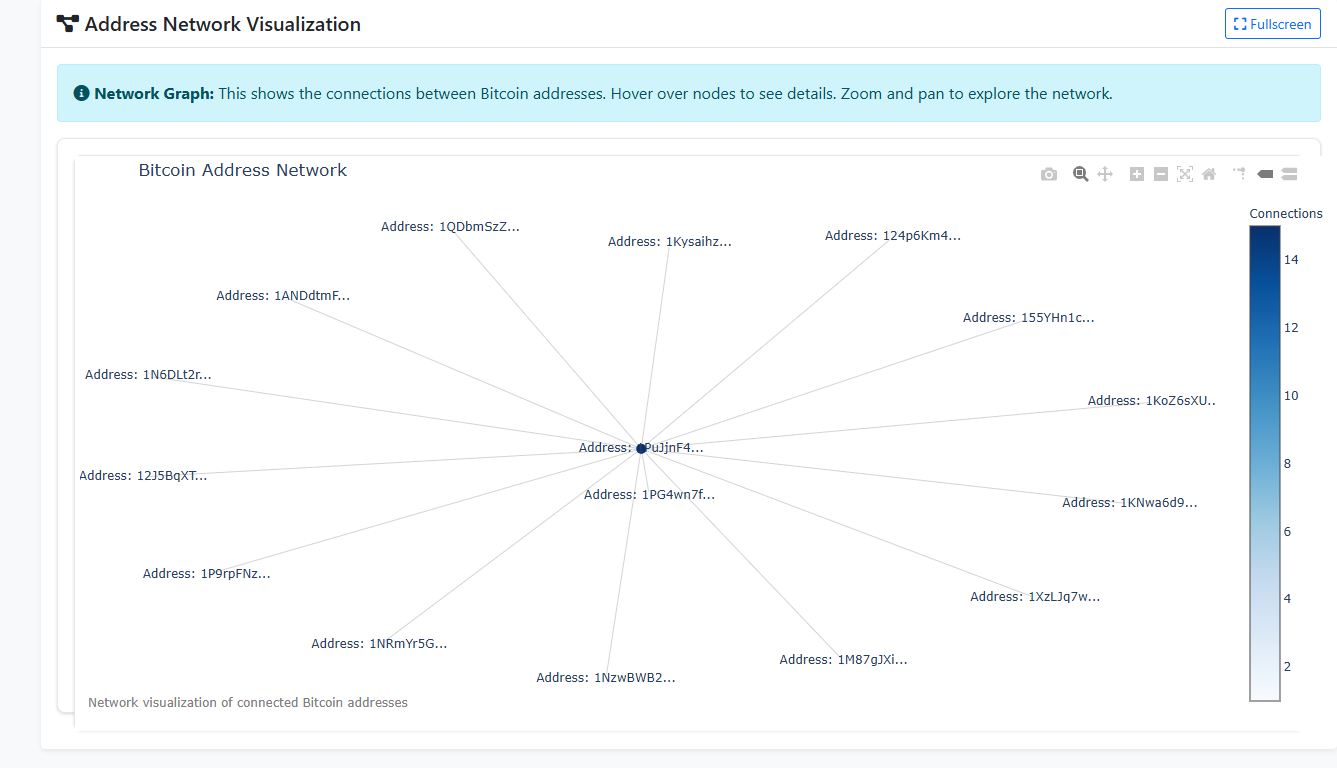 Address Network Visualization
Fullscreen
Network Graph: This shows the connections between Bitcoin addresses. Hover over nodes to see details. Zoom and pan to explore the network.
Bitcoin Address Network
Connections
Address: 1QDbmSzZ...
Address: 1Kysaihz...
Address: 124p6Km4...
14
Address: 1ANDdtmF...
Address: 155YHn1c...
12
Address: 1N6DLt2r...
10
Address: 1KoZ6sXU..
Address: PuJjnF4...
8
Address: 12J5BqXT...
Address: 1PG4wn7f...
Address: 1KNwa6d9...
6
Address: 1P9rpFNz...
Address: 1XzLJq7w...
4
Address: 1NRmYr5G...
Address: 1M87gJXi...
2
Address: 1NzwBWB2...
Network visualization of connected Bitcoin addresses